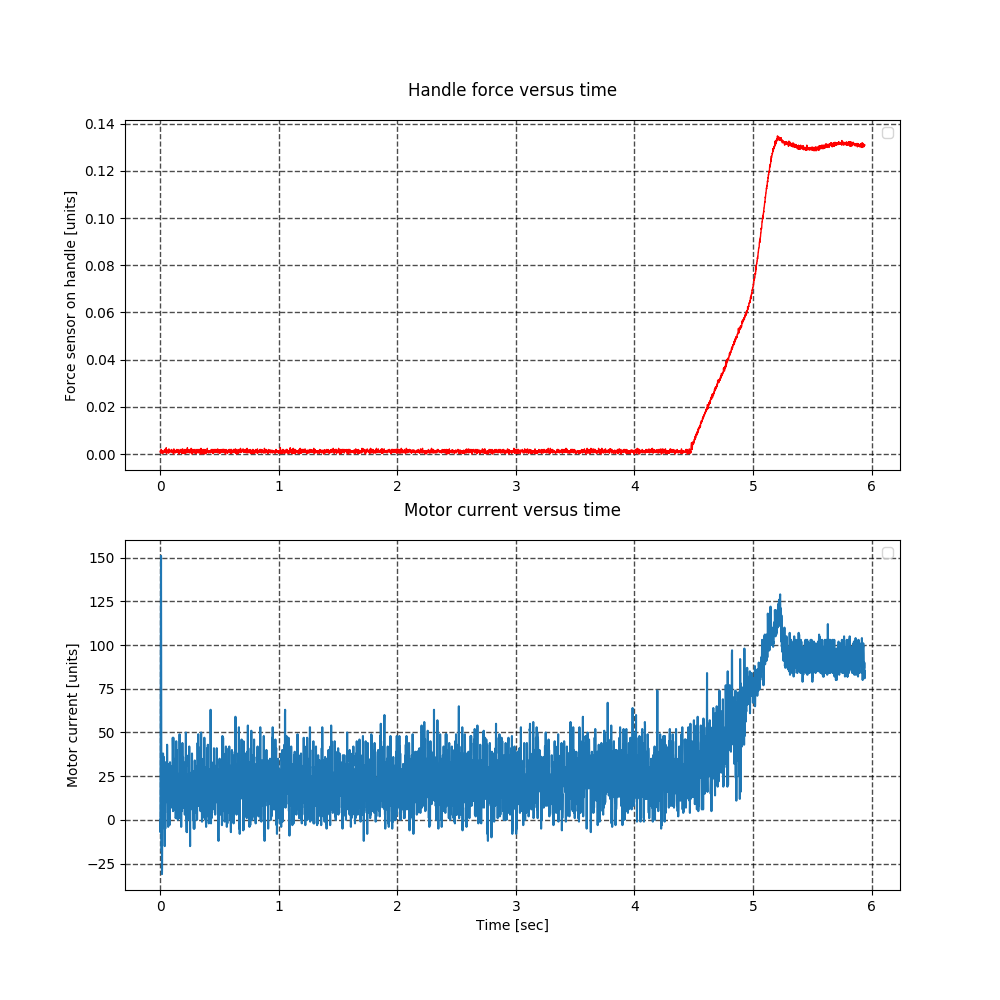 Handle force versus time
Force sensor on handle [units]
0.14
0.12
0.10
0.08
0.06
0.04
0.02
0.00
0 1 2 3 4 5 6
Motor current versus time
Motor current [units]
150
125
100
75
50
25
0
−25
0 1 2 3 4 5 6
Time [sec]